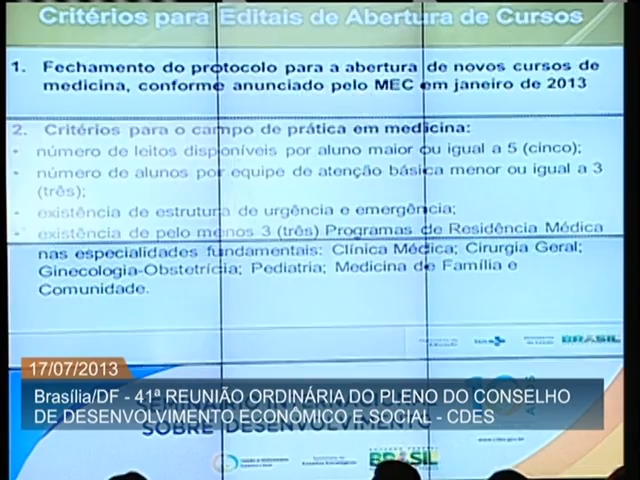 Critérios para Editais de Abertura de Cursos
1. Fechamento do protocolo para a abertura de novos cursos de
medicina, conforme anunciado pelo MEC em janeiro de 2013
2. Critérios para o campo de prática em medicina:
• número de leitos disponíveis por aluno maior ou igual a 5 (cinco);
• número de alunos por equipe de atenção básica menor ou igual a 3
(três);
• existência de estrutura de urgência e emergência;
• existência de pelo menos 3 (três) Programas de Residência Médica
nas especialidades fundamentais: Clínica Médica; Cirurgia Geral;
Ginecologia-Obstetrícia; Pediatria; Medicina de Família e
Comunidade.
BRASIL
17/07/2013
Brasília/DF - 41ª REUNIÃO ORDINÁRIA DO PLENO DO CONSELHO
DE DESENVOLVIMENTO ECONÔMICO E SOCIAL - CDES
SOBRE DESENVOLVIMENTO
BRASIL